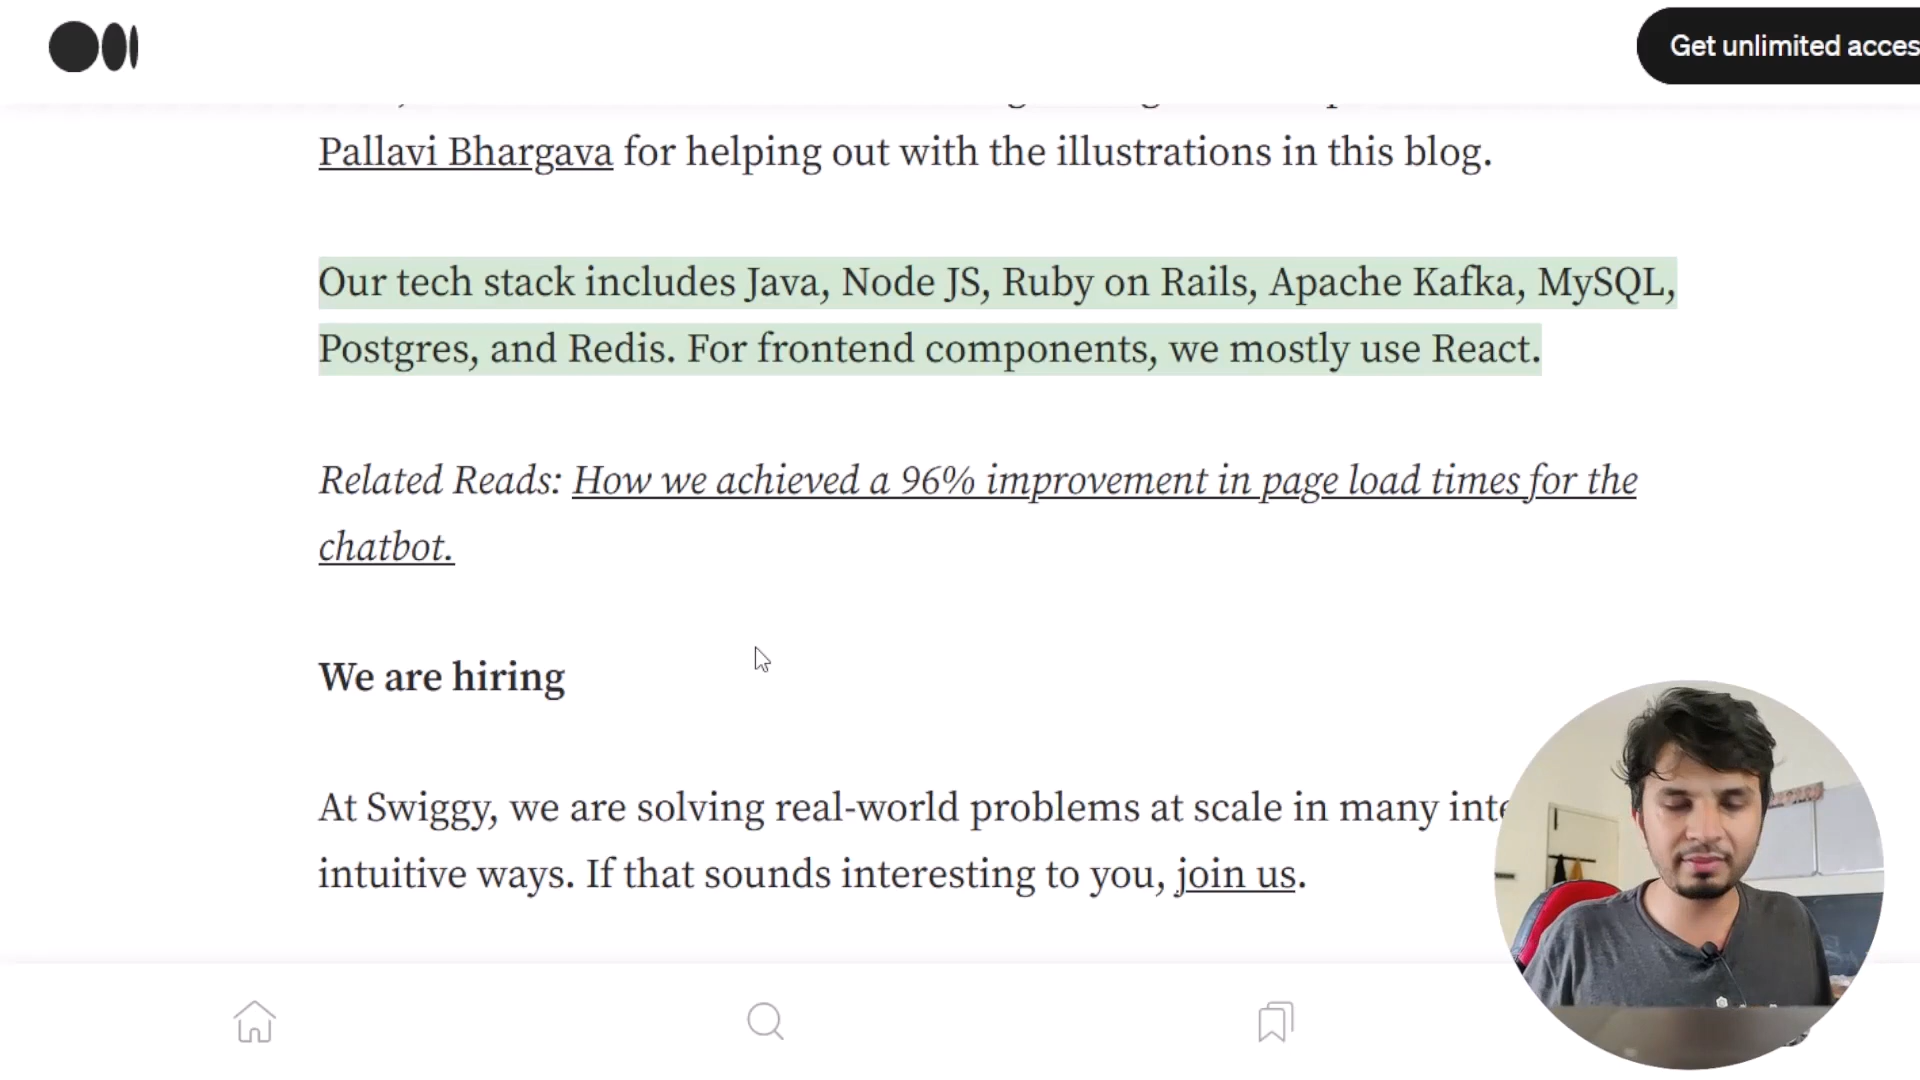 Get unlimited acces
Pallavi Bhargava for helping out with the illustrations in this blog.
Our tech stack includes Java, Node JS, Ruby on Rails, Apache Kafka, MySQL,
Postgres, and Redis. For frontend components, we mostly use React.
Related Reads: How we achieved a 96% improvement in page load times for the
chatbot.
We are hiring
At Swiggy, we are solving real-world problems at scale in many inte
intuitive ways. If that sounds interesting to you, join us.